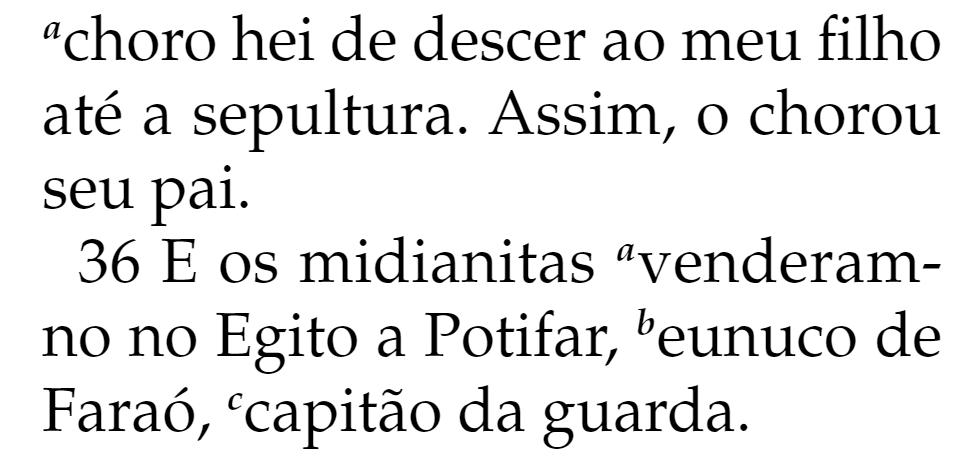 ᵃchoro hei de descer ao meu filho
até a sepultura. Assim, o chorou
seu pai.
36 E os midianitas ᵃvenderam-
no no Egito a Potifar, ᵇeunuco de
Faraó, ᶜcapitão da guarda.